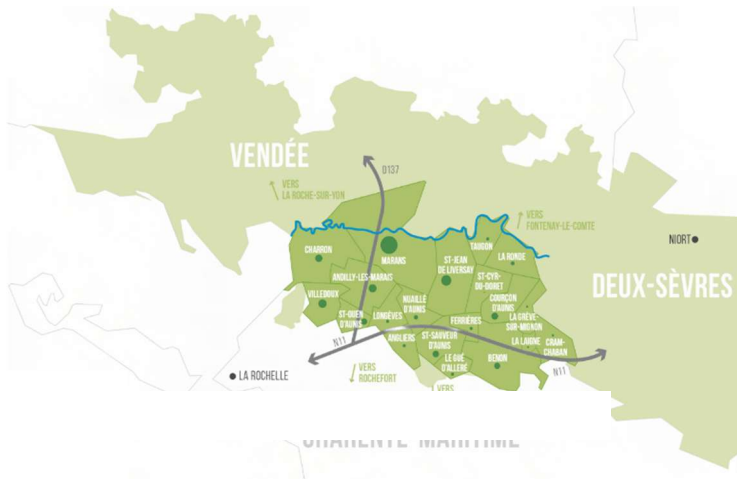 VENDÉE
D137
VERS
LA ROCHE-SUR-YON
VERS
FONTENAY-LE-COMTE
NIORT
CHARRON
MARANS
TAUGON
LA RONDE
ST-JEAN
DE LIVERSAY
ANDILLY-LES-MARAIS
ST-CYR-
DU-DORET
DEUX-SÈVRES
VILLEDOUX
NUAILLÉ
D'AUNIS
COURÇON
D'AUNIS
ST-OUEN
D'AUNIS
LONGÈVES
FERRIÈRES
LA GRÈVE-
SUR-MIGNON
N11
ANGLIERS
ST-SAUVEUR
D'AUNIS
LA LAIGNE
CRAM-
CHABAN
LE GUÉ
D'ALLERÉ
BENON
N11
LA ROCHELLE
VERS
ROCHEFORT
VERS
CHARENTE-MARITIME